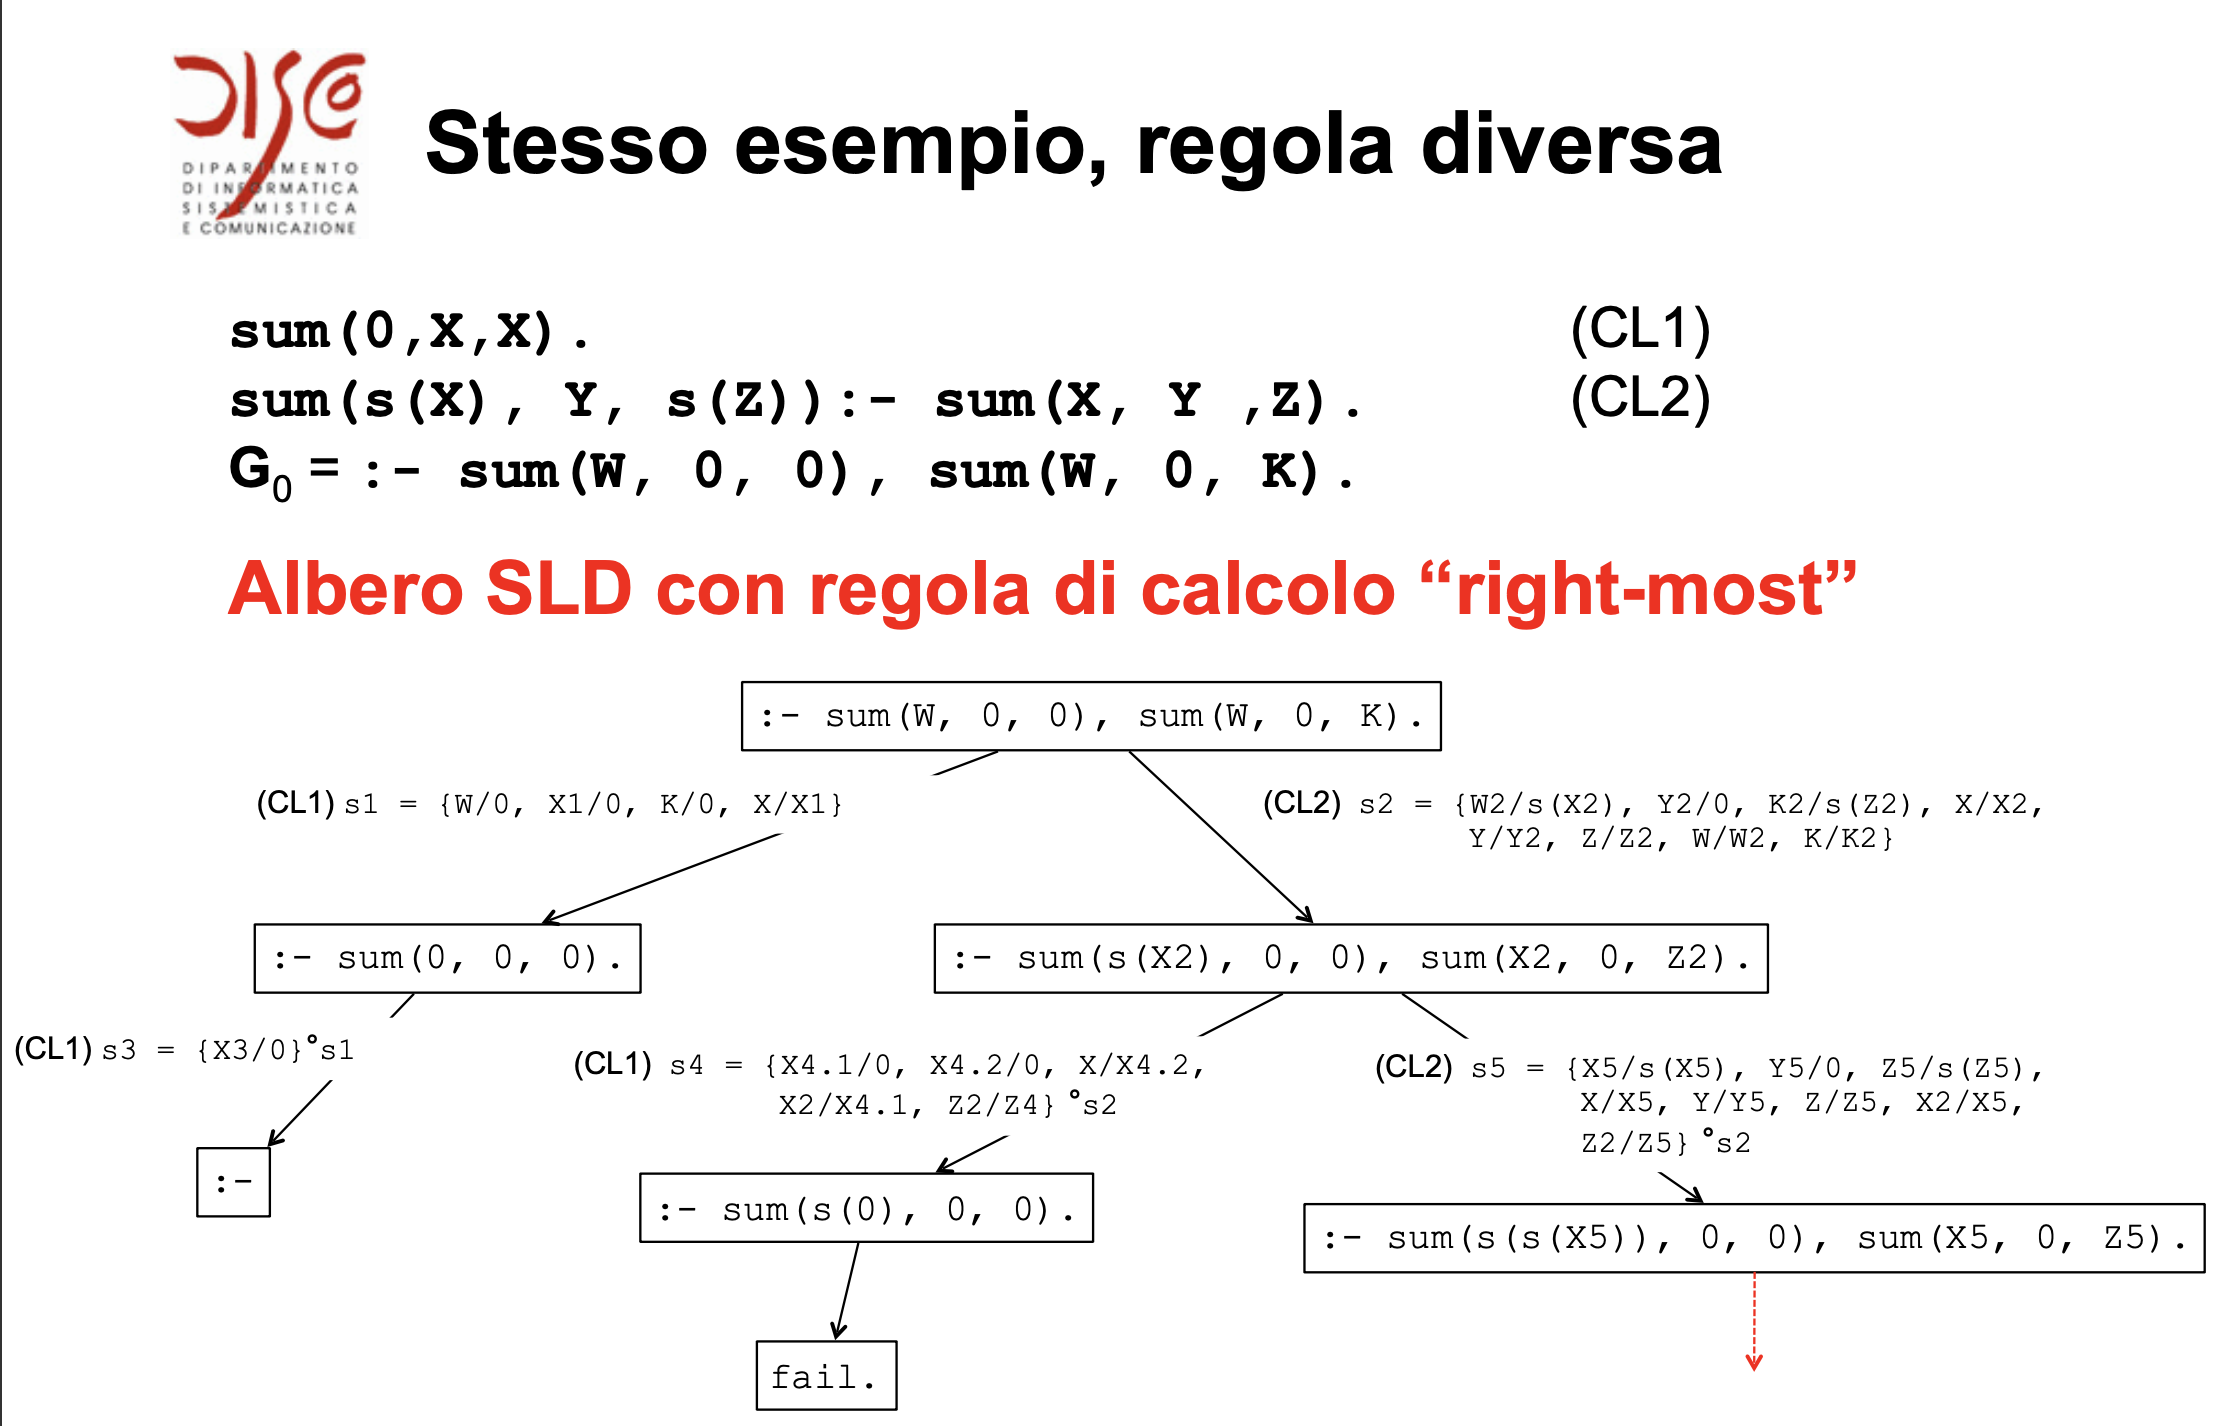 DISCo
DIPARTIMENTO
DI INFORMATICA
SISTEMISTICA
E COMUNICAZIONE
Stesso esempio, regola diversa
sum(0,X,X). (CL1)
sum(s(X), Y, s(Z)):- sum(X, Y ,Z). (CL2)
G0 = :- sum(W, 0, 0), sum(W, 0, K).
Albero SLD con regola di calcolo “right-most”
:- sum(W, 0, 0), sum(W, 0, K).
(CL1) s1 = {W/0, X1/0, K/0, X/X1}
(CL2) s2 = {W2/s(X2), Y2/0, K2/s(Z2), X/X2,
Y/Y2, Z/Z2, W/W2, K/K2}
:- sum(0, 0, 0).
:- sum(s(X2), 0, 0), sum(X2, 0, Z2).
(CL1) s3 = {X3/0}°s1
(CL1) s4 = {X4.1/0, X4.2/0, X/X4.2,
X2/X4.1, Z2/Z4} °s2
(CL2) s5 = {X5/s(X5), Y5/0, Z5/s(Z5),
X/X5, Y/Y5, Z/Z5, X2/X5,
Z2/Z5} °s2
:-
:- sum(s(0), 0, 0).
:- sum(s(s(X5)), 0, 0), sum(X5, 0, Z5).
fail.